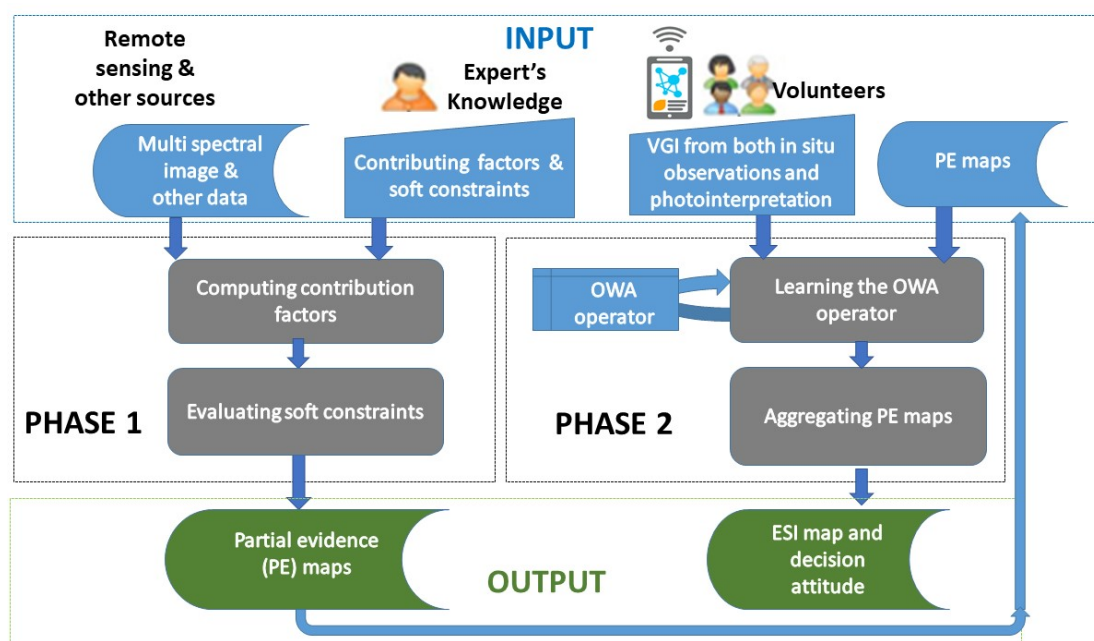 INPUT
Remote
sensing &
other sources
Expert's
Knowledge
Volunteers
Multi spectral
image &
other data
Contributing factors &
soft constraints
VGI from both in situ
observations and
photointerpretation
PE maps
PHASE 1
Computing contribution
factors
Evaluating soft constraints
PHASE 2
OWA
operator
Learning the OWA
operator
Aggregating PE maps
OUTPUT
Partial evidence
(PE) maps
ESI map and
decision
attitude